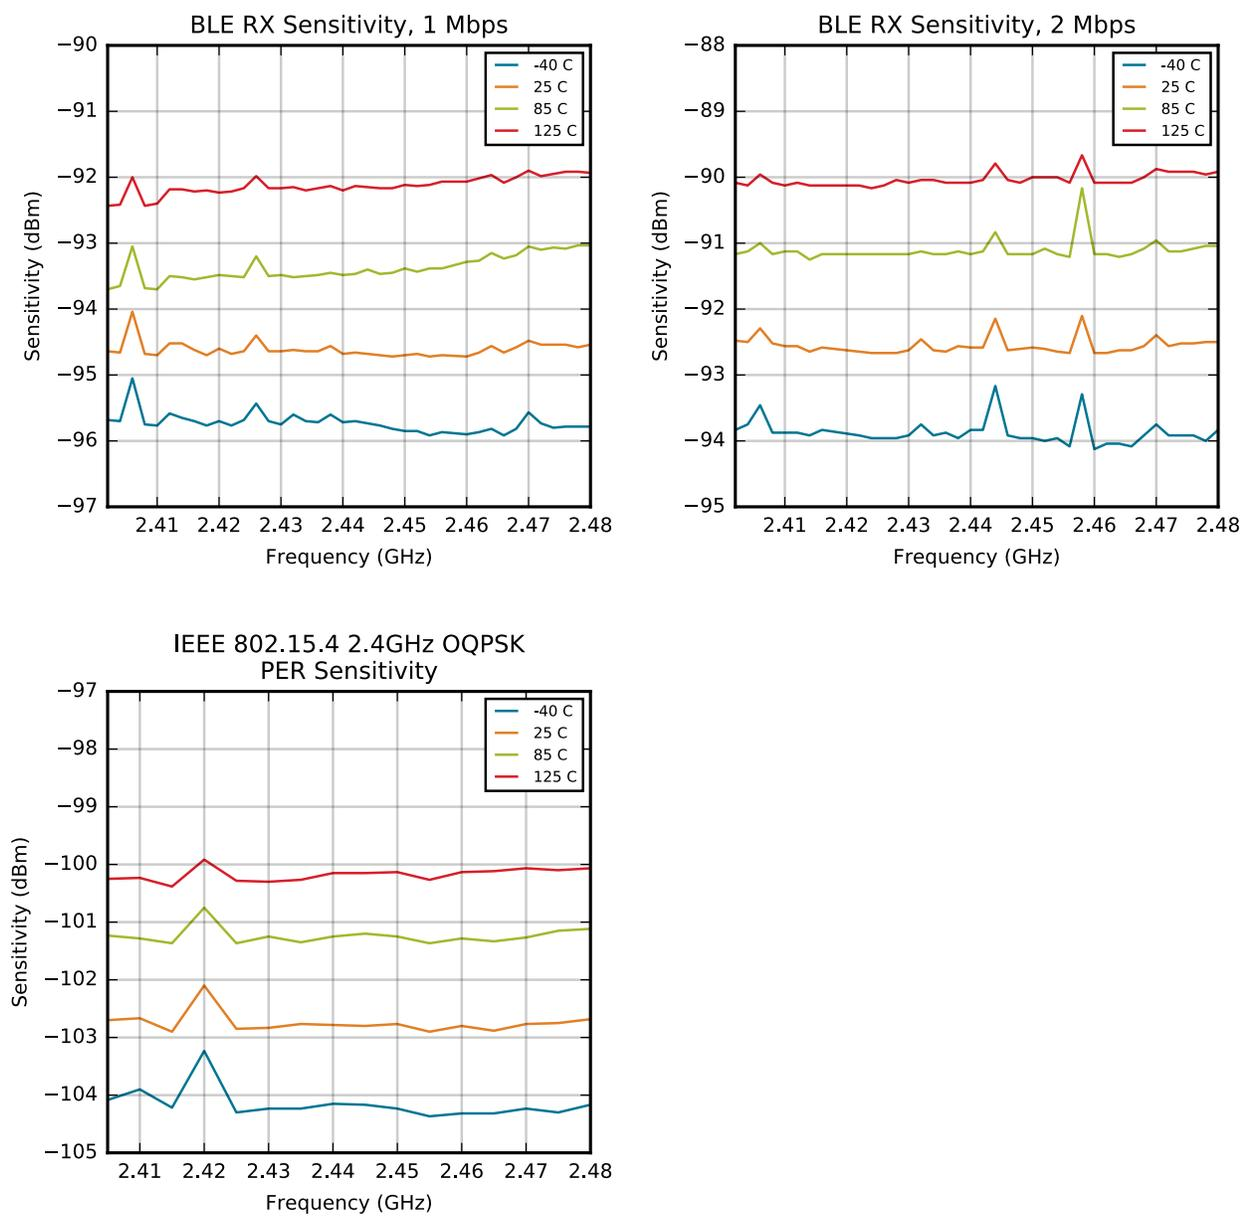 BLE RX Sensitivity, 1 Mbps
−90
−91
−92
−93
−94
−95
−96
−97
Sensitivity (dBm)
-40 C
25 C
85 C
125 C
2.41 2.42 2.43 2.44 2.45 2.46 2.47 2.48
Frequency (GHz)
BLE RX Sensitivity, 2 Mbps
−88
−89
−90
−91
−92
−93
−94
−95
Sensitivity (dBm)
-40 C
25 C
85 C
125 C
2.41 2.42 2.43 2.44 2.45 2.46 2.47 2.48
Frequency (GHz)
IEEE 802.15.4 2.4GHz OQPSK
PER Sensitivity
−97
−98
−99
−100
−101
−102
−103
−104
−105
Sensitivity (dBm)
-40 C
25 C
85 C
125 C
2.41 2.42 2.43 2.44 2.45 2.46 2.47 2.48
Frequency (GHz)